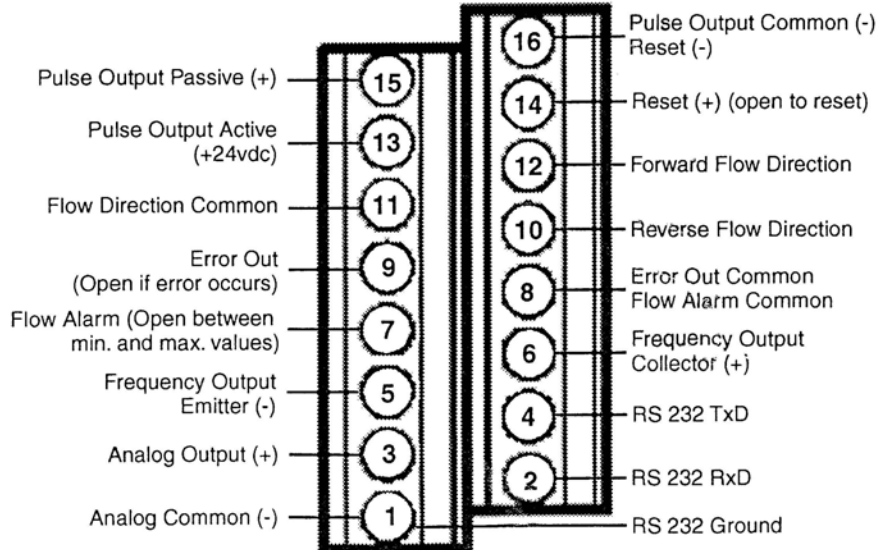 Pulse Output Passive (+)
15
Pulse Output Active
(+24vdc)
13
Flow Direction Common
11
Error Out
(Open if error occurs)
9
Flow Alarm (Open between
min. and max. values)
7
Frequency Output
Emitter (-)
5
Analog Output (+)
3
Analog Common (-)
1
16
Pulse Output Common (-)
Reset (-)
14
Reset (+) (open to reset)
12
Forward Flow Direction
10
Reverse Flow Direction
8
Error Out Common
Flow Alarm Common
6
Frequency Output
Collector (+)
4
RS 232 TxD
2
RS 232 RxD
RS 232 Ground